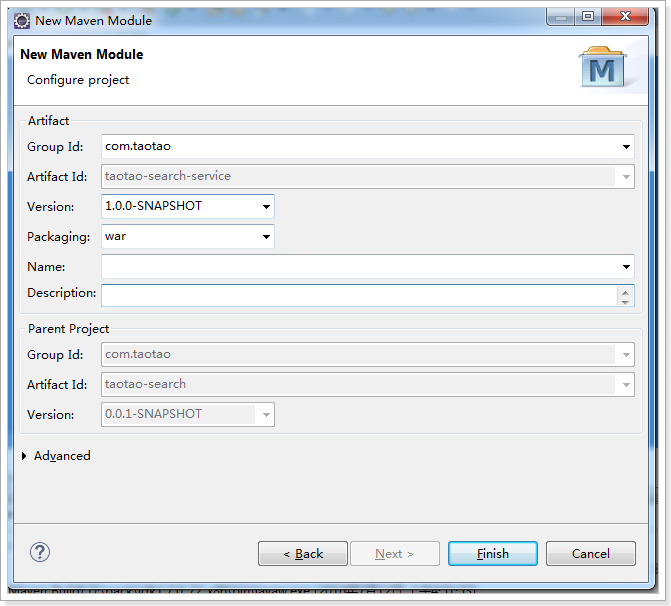 New Maven Module
New Maven Module
Configure project
M
Artifact
Group Id: com.taotao
Artifact Id: taotao-search-service
Version: 1.0.0-SNAPSHOT
Packaging: war
Name:
Description:
Parent Project
Group Id: com.taotao
Artifact Id: taotao-search
Version: 0.0.1-SNAPSHOT
Advanced
? < Back Next > Finish Cancel